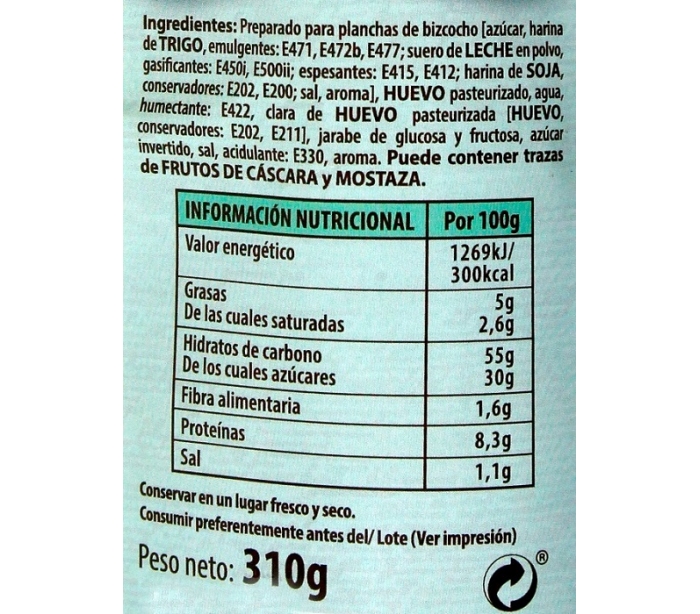 Ingredientes: Preparado para planchas de bizcocho [azúcar, harina
de TRIGO, emulgentes: E471, E472b, E477; suero de LECHE en polvo,
gasificantes: E450i, E500ii; espesantes: E415, E412; harina de SOJA,
conservadores: E202, E200; sal, aroma], HUEVO pasteurizado, agua,
humectante: E422, clara de HUEVO pasteurizada [HUEVO,
conservadores: E202, E211], jarabe de glucosa y fructosa, azúcar
invertido, sal, acidulante: E330, aroma. Puede contener trazas
de FRUTOS DE CÁSCARA y MOSTAZA.
INFORMACIÓN NUTRICIONAL Por 100g
Valor energético 1269kJ/
300kcal
Grasas 5g
De las cuales saturadas 2,6g
Hidratos de carbono 55g
De los cuales azúcares 30g
Fibra alimentaria 1,6g
Proteínas 8,3g
Sal 1,1g
Conservar en un lugar fresco y seco.
Consumir preferentemente antes del/ Lote (Ver impresión)
Peso neto: 310g
®